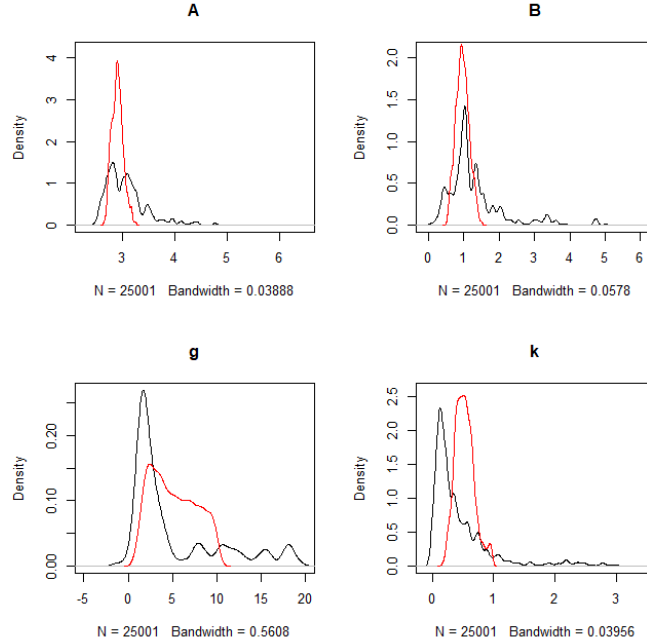 A
Density
0 1 2 3 4
3 4 5 6
N = 25001 Bandwidth = 0.03888
B
Density
0.0 0.5 1.0 1.5 2.0
0 1 2 3 4 5 6
N = 25001 Bandwidth = 0.0578
g
Density
0.00 0.10 0.20
-5 0 5 10 15 20
N = 25001 Bandwidth = 0.5608
k
Density
0.0 0.5 1.0 1.5 2.0 2.5
0 1 2 3
N = 25001 Bandwidth = 0.03956